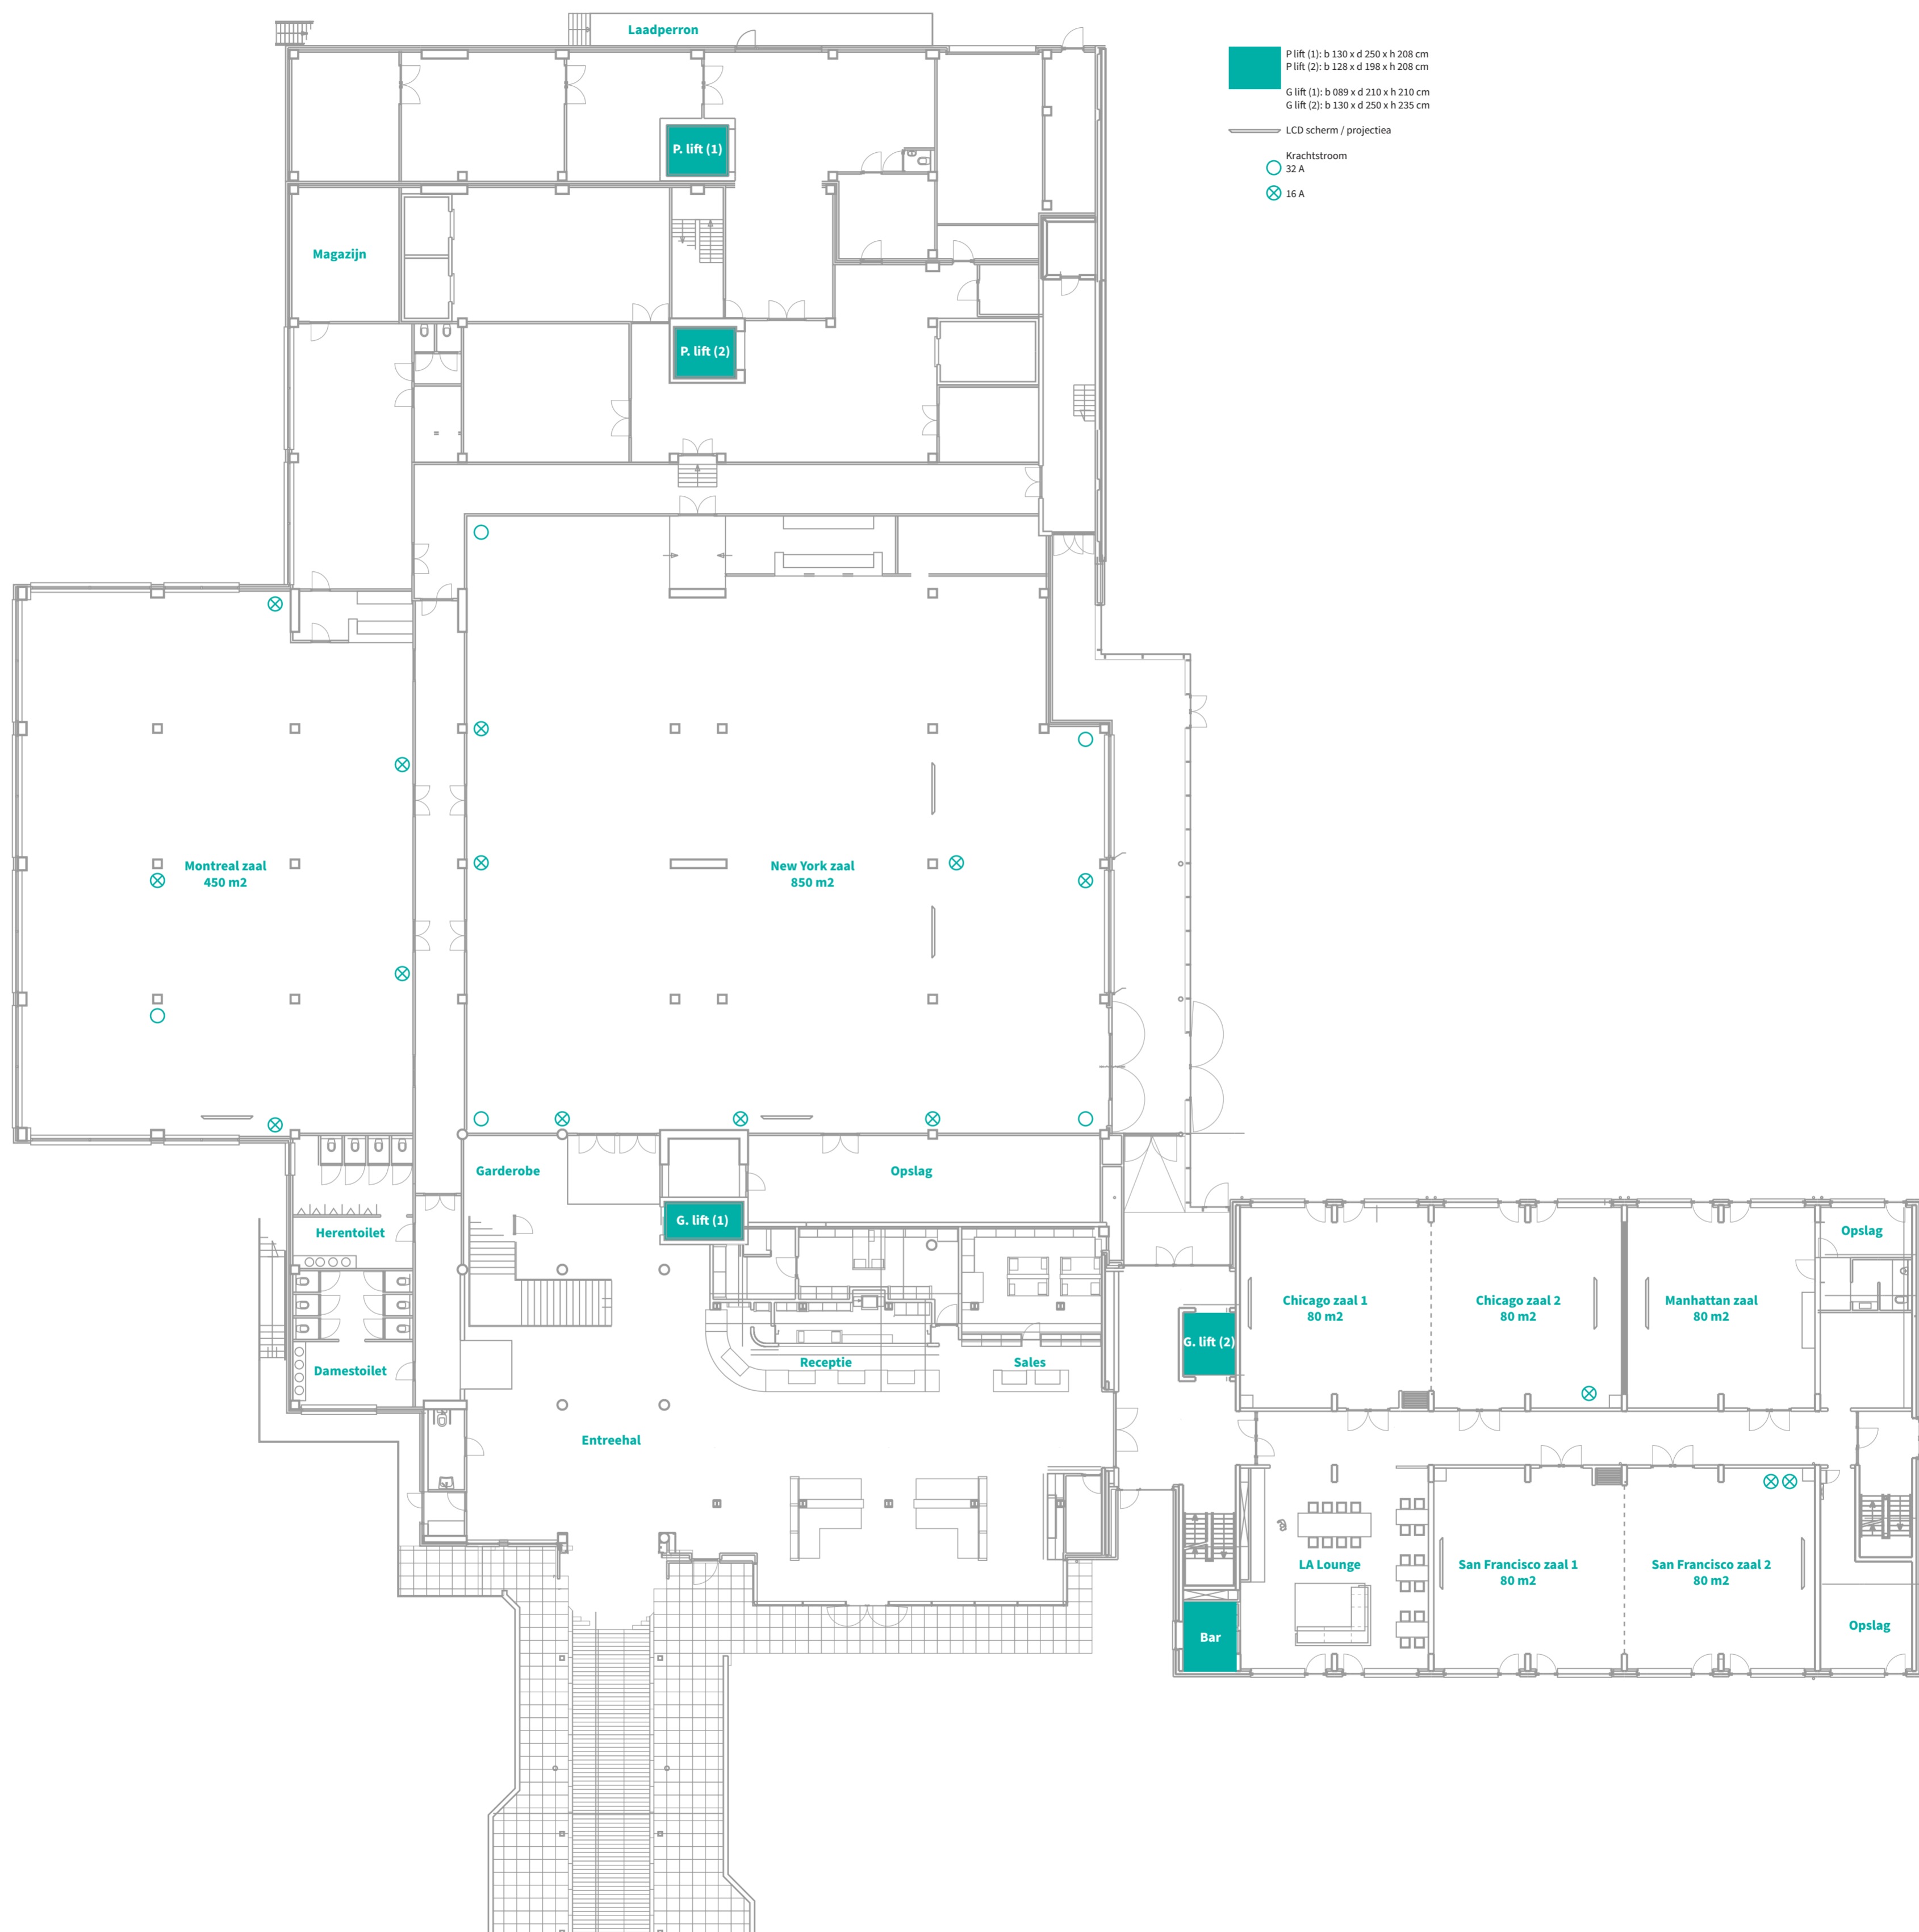 Laadperron
P lift (1): b 130 x d 250 x h 208 cm
P lift (2): b 128 x d 198 x h 208 cm
G lift (1): b 089 x d 210 x h 210 cm
G lift (2): b 130 x d 250 x h 235 cm
LCD scherm / projectiea
Krachtstroom
32 A
16 A
P. lift (1)
Magazijn
P. lift (2)
Montreal zaal
450 m2
New York zaal
850 m2
Garderobe
Opslag
G. lift (1)
Herentoilet
Damestoilet
Receptie
Sales
Entreehal
G. lift (2)
Chicago zaal 1
80 m2
Chicago zaal 2
80 m2
Manhattan zaal
80 m2
Opslag
LA Lounge
San Francisco zaal 1
80 m2
San Francisco zaal 2
80 m2
Opslag
Bar